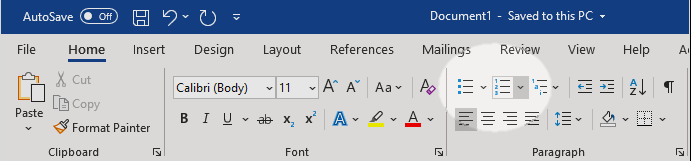 AutoSave Off Document1 - Saved to this PC
File Home Insert Design Layout References Mailings Review View Help A
Paste Cut Calibri (Body) 11 A A Aa A
Copy
Format Painter B I U ab x2 x2 A A
Clipboard Font Paragraph